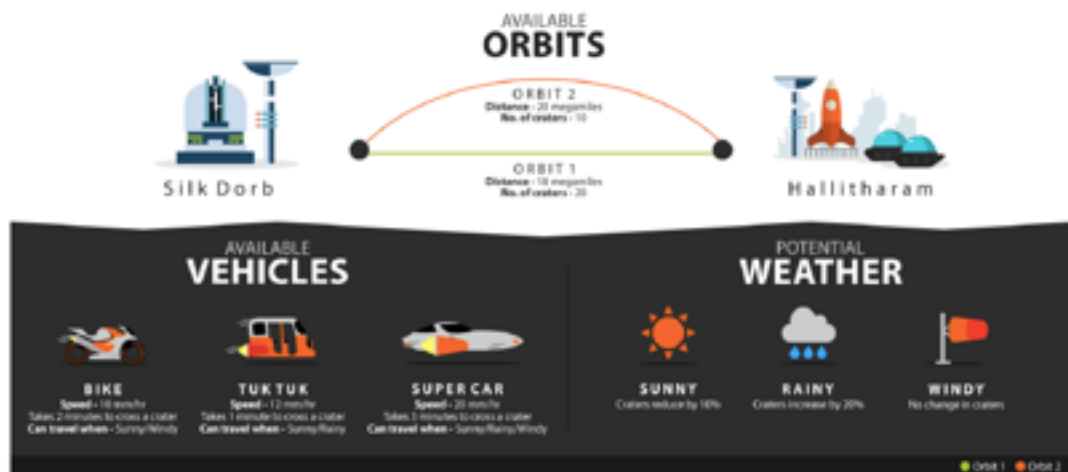 AVAILABLE
ORBITS
ORBIT 2
Distance - 20 megamiles
No. of craters - 10
ORBIT 1
Distance - 18 megamiles
No. of craters - 20
Silk Dorb
Hallitharam
AVAILABLE
VEHICLES
BIKE
Speed - 10 mm/hr
Takes 2 minutes to cross a crater
Can travel when - Sunny/Windy
TUK TUK
Speed - 12 mm/hr
Takes 1 minute to cross a crater
Can travel when - Sunny/Rainy
SUPER CAR
Speed - 20 mm/hr
Takes 3 minutes to cross a crater
Can travel when - Sunny/Rainy/Windy
POTENTIAL
WEATHER
SUNNY
Craters reduce by 10%
RAINY
Craters increase by 20%
WINDY
No change in craters
Orbit 1
Orbit 2